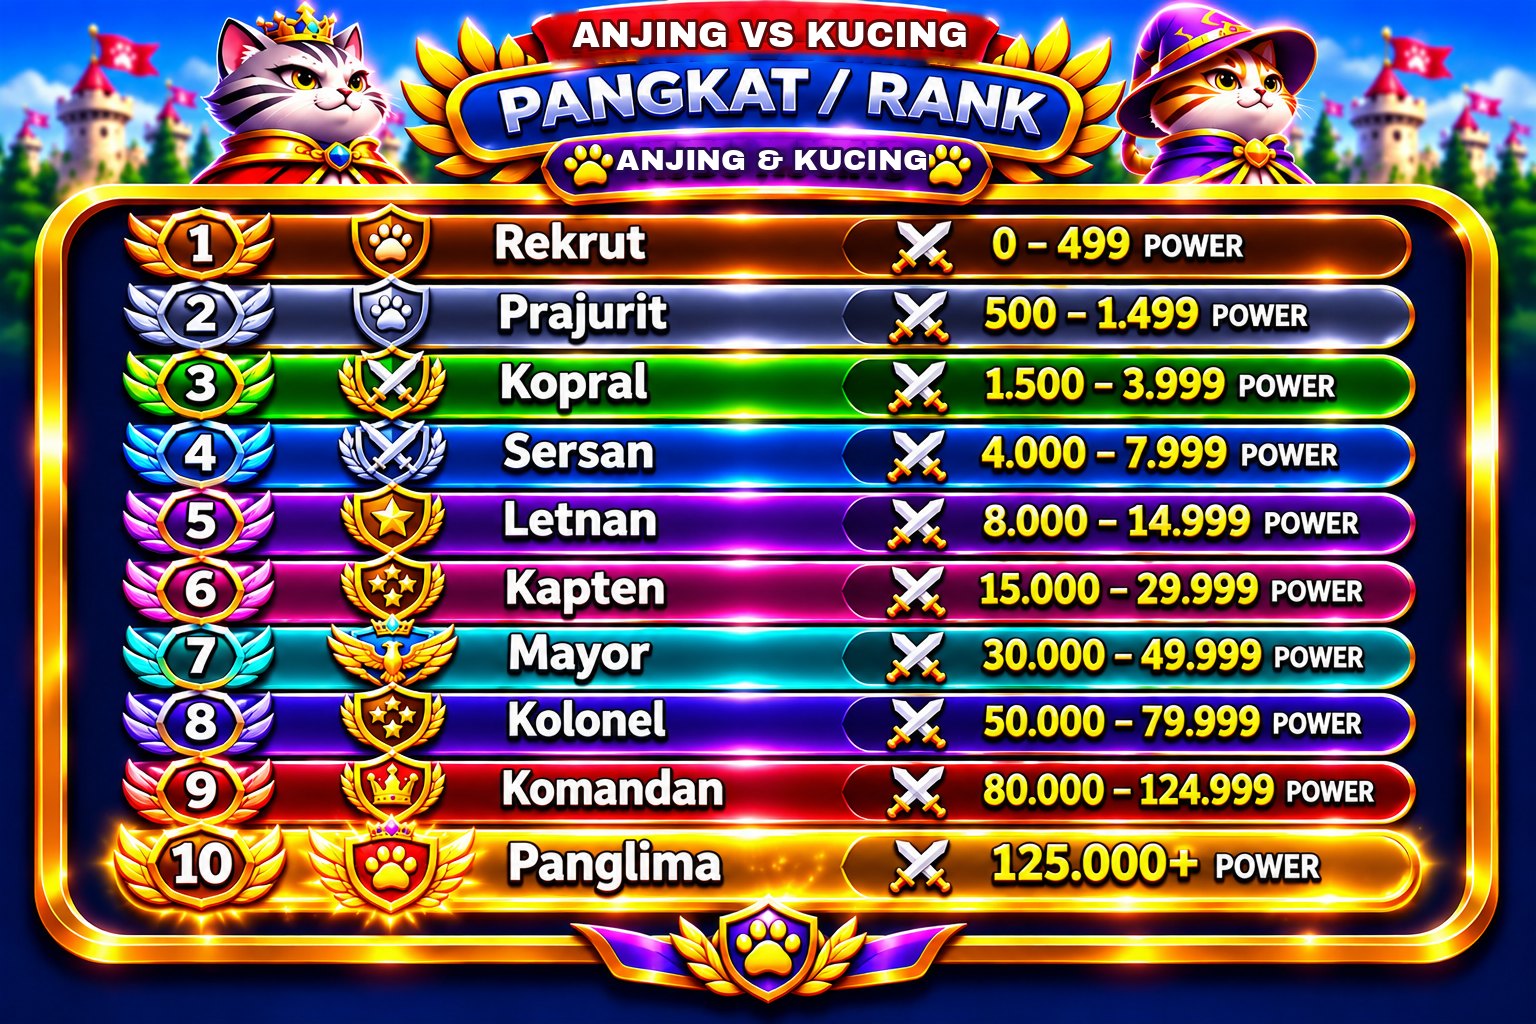 ANJING VS KUCING
PANGKAT / RANK
ANJING & KUCING
1 Rekrut 0 – 499 POWER
2 Prajurit 500 – 1.499 POWER
3 Kopral 1.500 – 3.999 POWER
4 Sersan 4.000 – 7.999 POWER
5 Letnan 8.000 – 14.999 POWER
6 Kapten 15.000 – 29.999 POWER
7 Mayor 30.000 – 49.999 POWER
8 Kolonel 50.000 – 79.999 POWER
9 Komandan 80.000 – 124.999 POWER
10 Panglima 125.000+ POWER